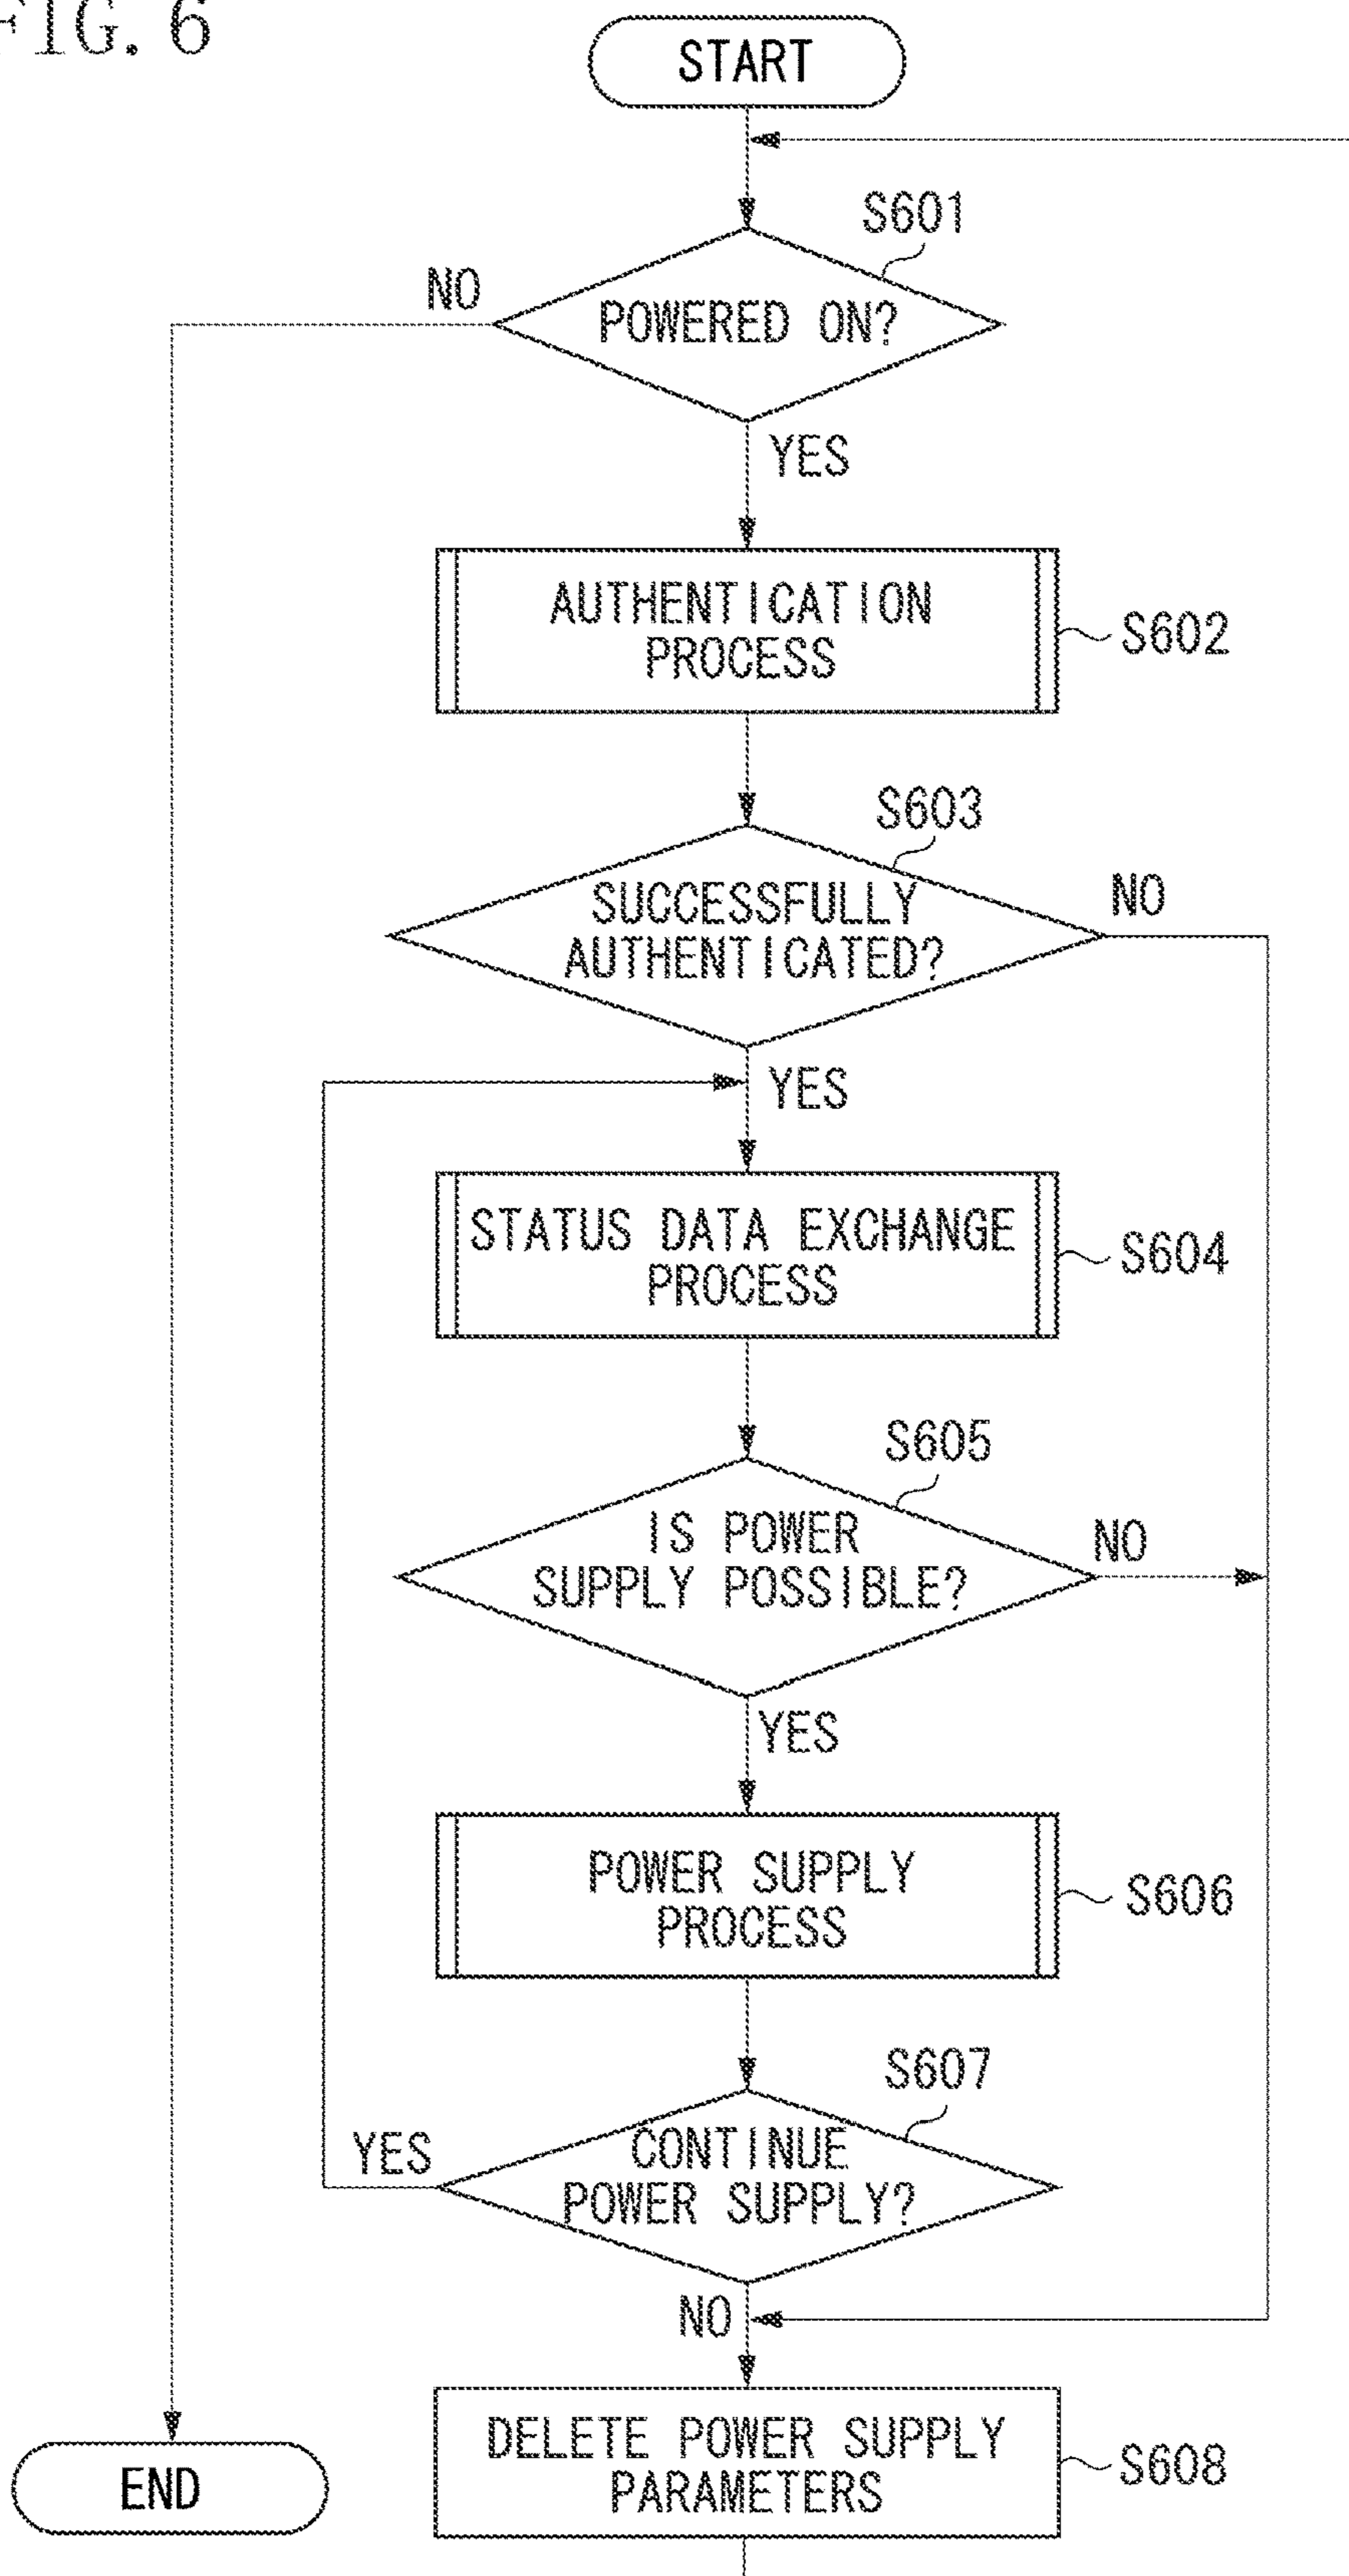 FIG. 6
START
S601
NO
POWERED ON?
YES
AUTHENTICATION
PROCESS
S602
S603
NO
SUCCESSFULLY
AUTHENTICATED?
YES
STATUS DATA EXCHANGE
PROCESS
S604
S605
IS POWER
NO
SUPPLY POSSIBLE?
YES
POWER SUPPLY
PROCESS
S606
S607
YES
CONTINUE
POWER SUPPLY?
NO
DELETE POWER SUPPLY
PARAMETERS
S608
END